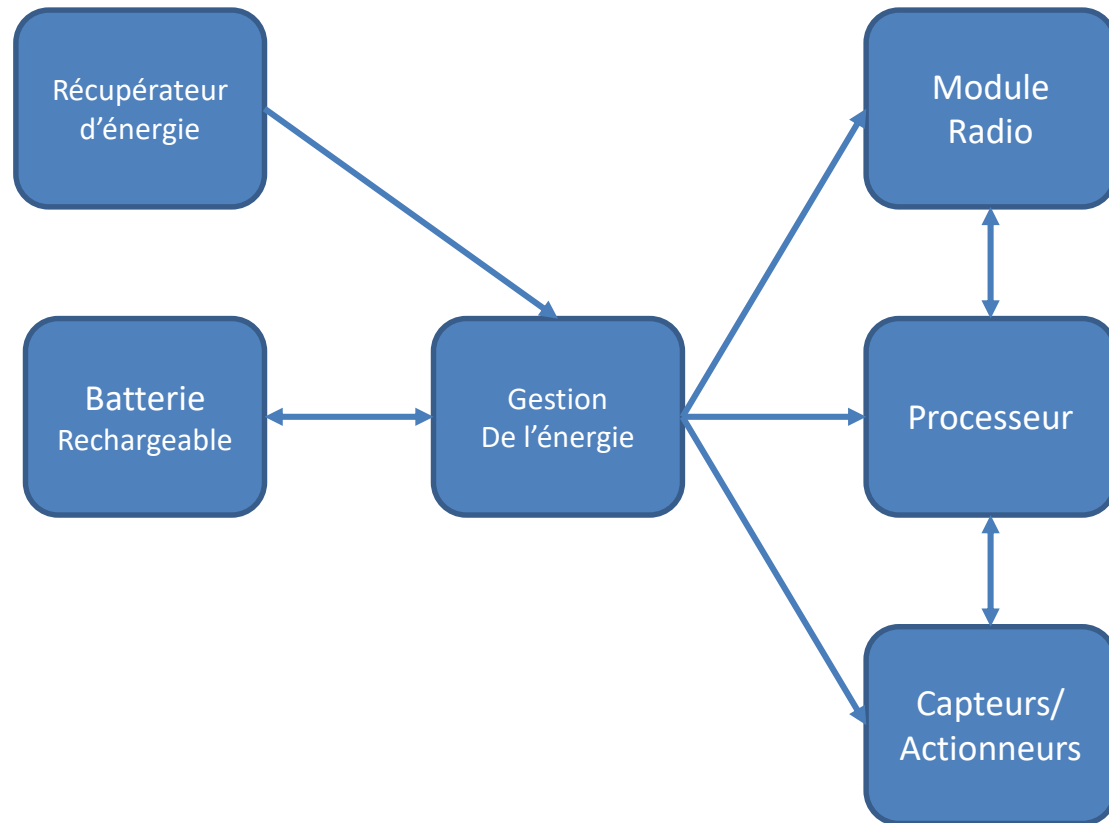 Récupérateur
d’énergie
Module
Radio
Batterie
Rechargeable
Gestion
De l’énergie
Processeur
Capteurs/
Actionneurs